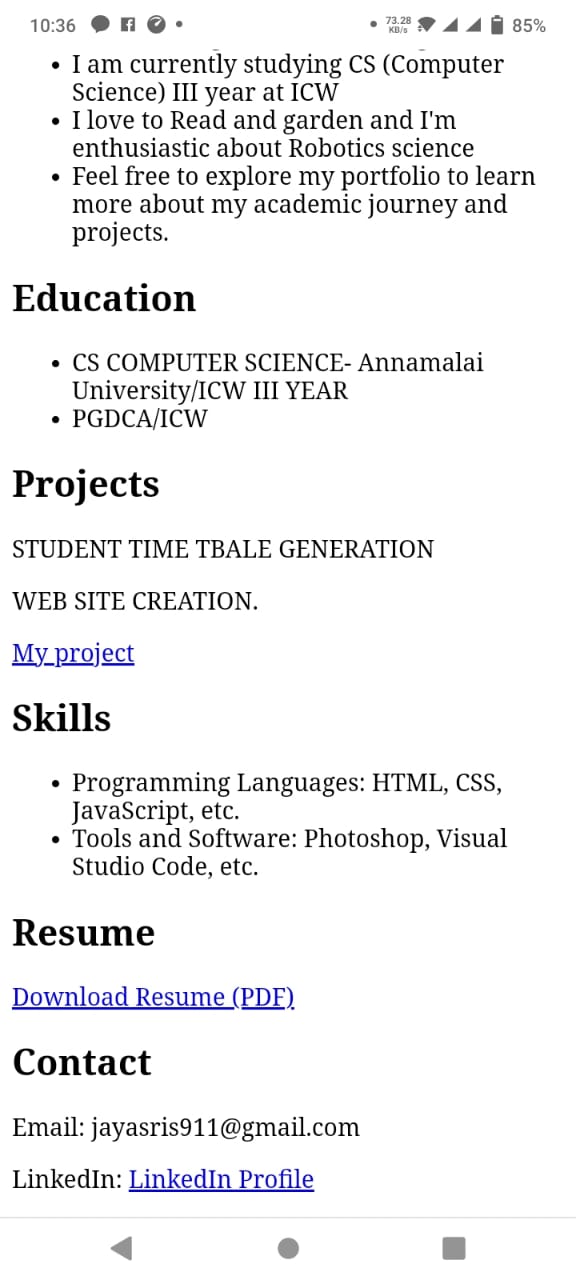 10:36
73.28 KB/s
85%
I am currently studying CS (Computer
Science) III year at ICW
I love to Read and garden and I'm
enthusiastic about Robotics science
Feel free to explore my portfolio to learn
more about my academic journey and
projects.
Education
CS COMPUTER SCIENCE- Annamalai
University/ICW III YEAR
PGDCA/ICW
Projects
STUDENT TIME TBALE GENERATION
WEB SITE CREATION.
My project
Skills
Programming Languages: HTML, CSS,
JavaScript, etc.
Tools and Software: Photoshop, Visual
Studio Code, etc.
Resume
Download Resume (PDF)
Contact
Email: jayasris911@gmail.com
LinkedIn: LinkedIn Profile